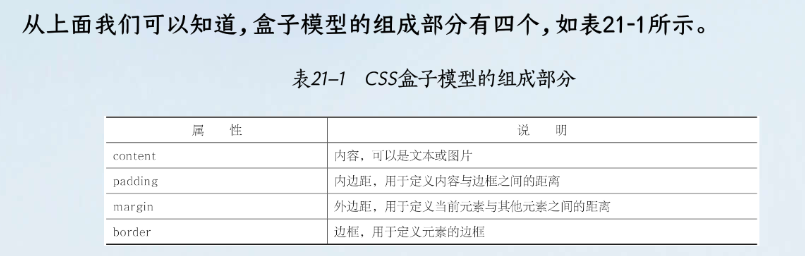 从上面我们可以知道，盒子模型的组成部分有四个，如表21-1所示。
表21-1 CSS盒子模型的组成部分
属 性 说 明
content 内容，可以是文本或图片
padding 内边距，用于定义内容与边框之间的距离
margin 外边距，用于定义当前元素与其他元素之间的距离
border 边框，用于定义元素的边框